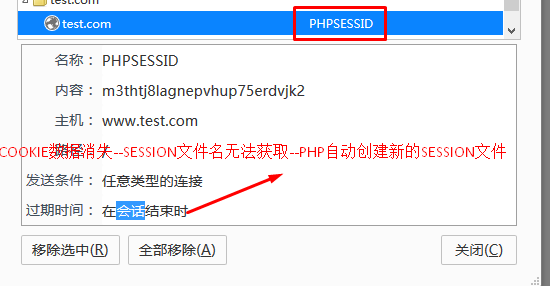 test.com
test.com PHPSESSID
名称： PHPSESSID
内容： m3thtj8lagnepvhup75erdvjk2
主机： www.test.com
COOKIE数据消失--SESSION文件名无法获取--PHP自动创建新的SESSION文件
发送条件： 任意类型的连接
过期时间： 在会话结束时
移除选中(R) 全部移除(A) 关闭(C)